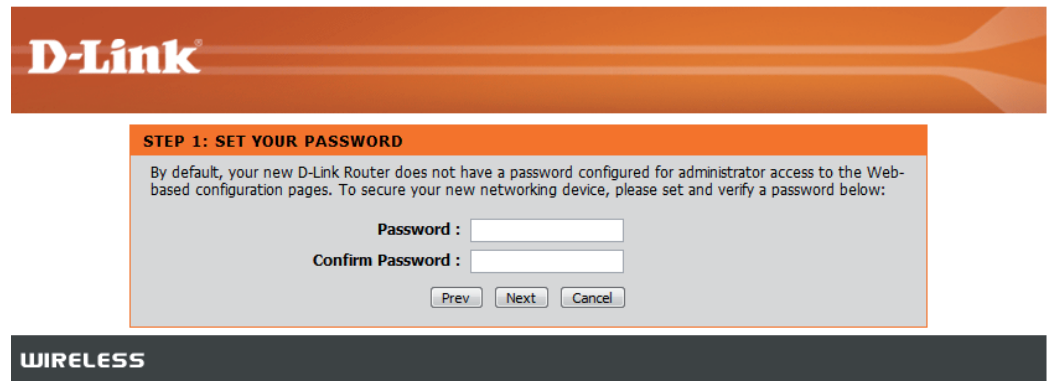 D-Link®
STEP 1: SET YOUR PASSWORD
By default, your new D-Link Router does not have a password configured for administrator access to the Web-
based configuration pages. To secure your new networking device, please set and verify a password below:
Password :
Confirm Password :
Prev Next Cancel
WIRELESS